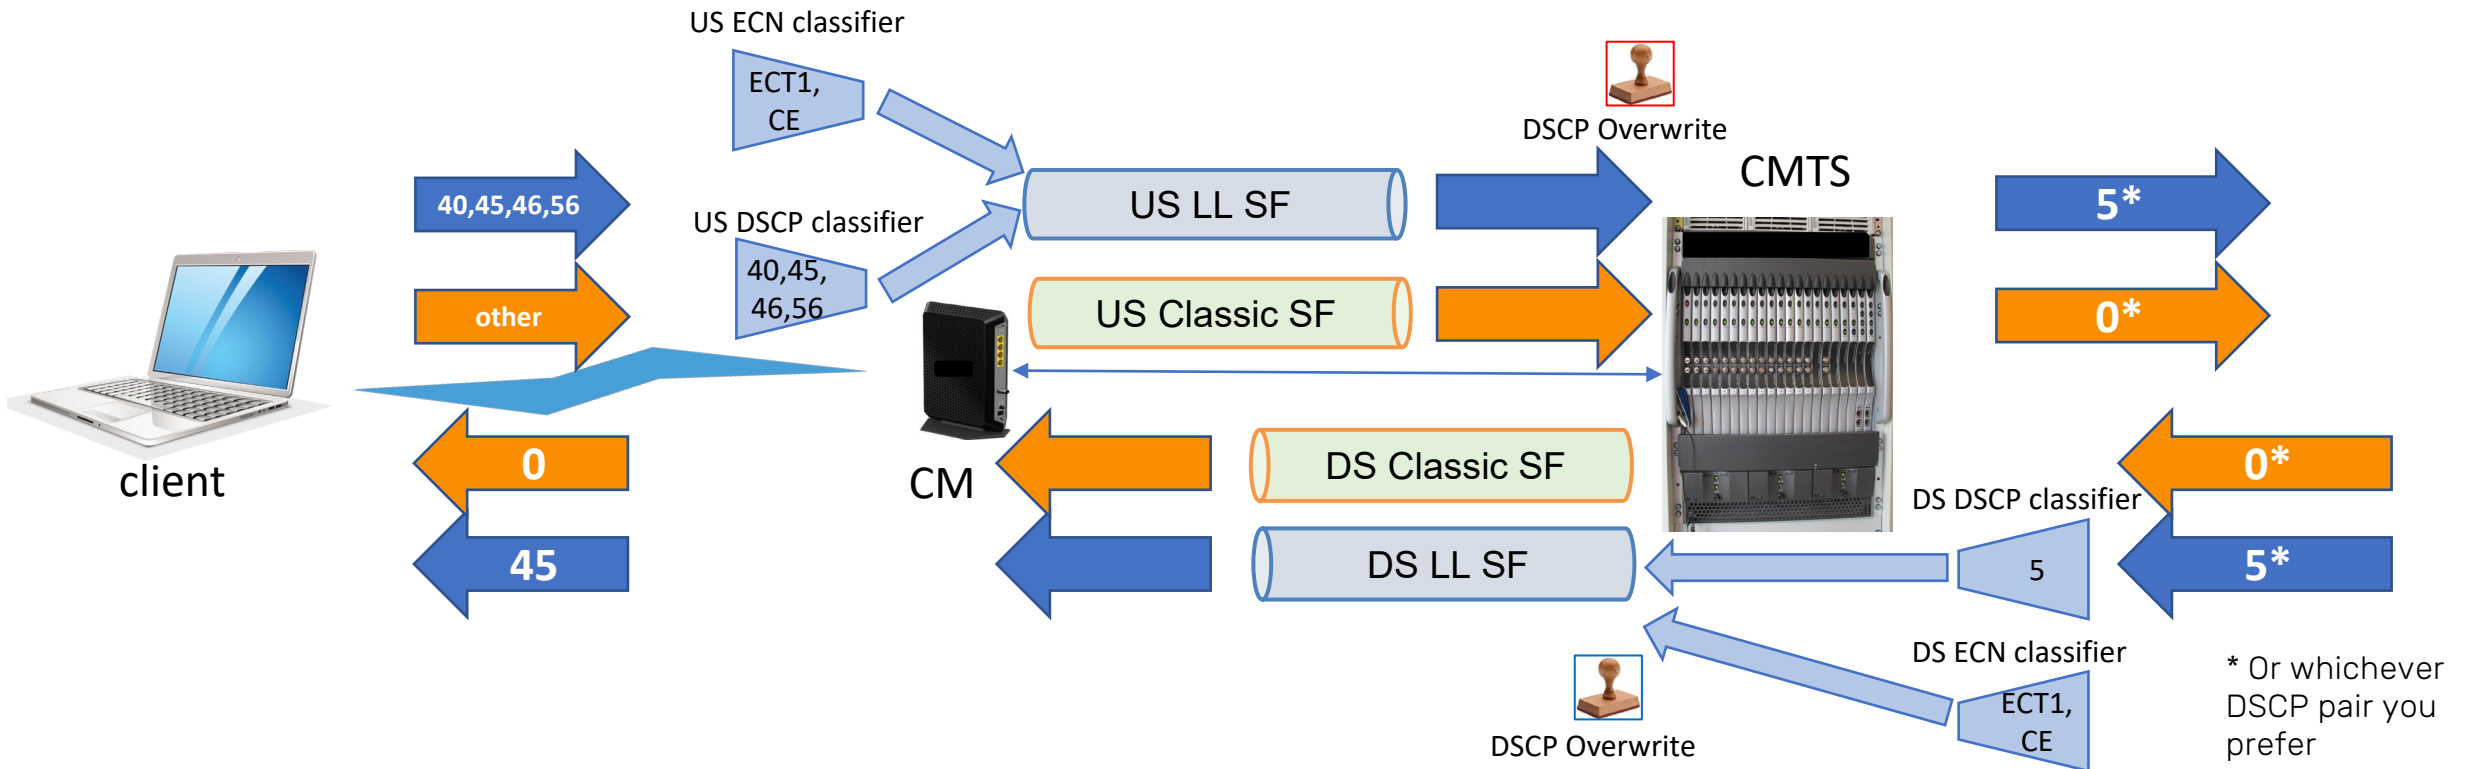 US ECN classifier
ECT1,
CE
DSCP Overwrite
CMTS
40,45,46,56
US LL SF
5*
US DSCP classifier
40,45,
46,56
other
US Classic SF
0*
client
0
CM
DS Classic SF
0*
DS DSCP classifier
45
DS LL SF
5
5*
DS ECN classifier
ECT1,
CE
DSCP Overwrite
* Or whichever
DSCP pair you
prefer